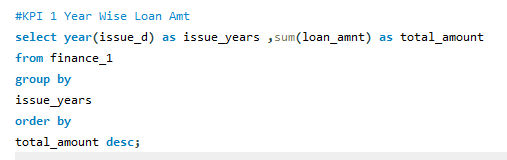 #KPI 1 Year Wise Loan Amt
select year(issue_d) as issue_years ,sum(loan_amnt) as total_amount
from finance_1
group by
issue_years
order by
total_amount desc;